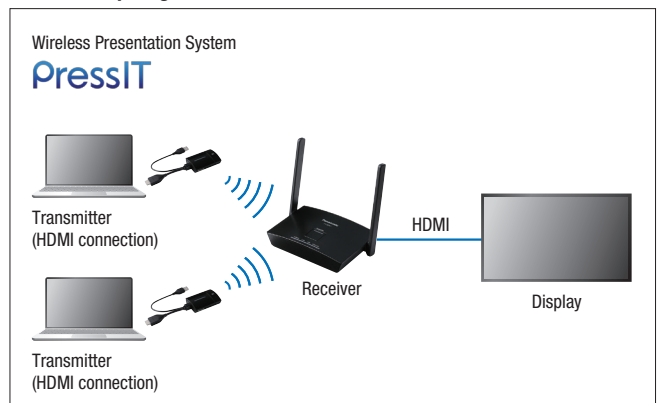 Wireless Presentation System
PressIT
Transmitter
(HDMI connection)
HDMI
Receiver
Display
Transmitter
(HDMI connection)